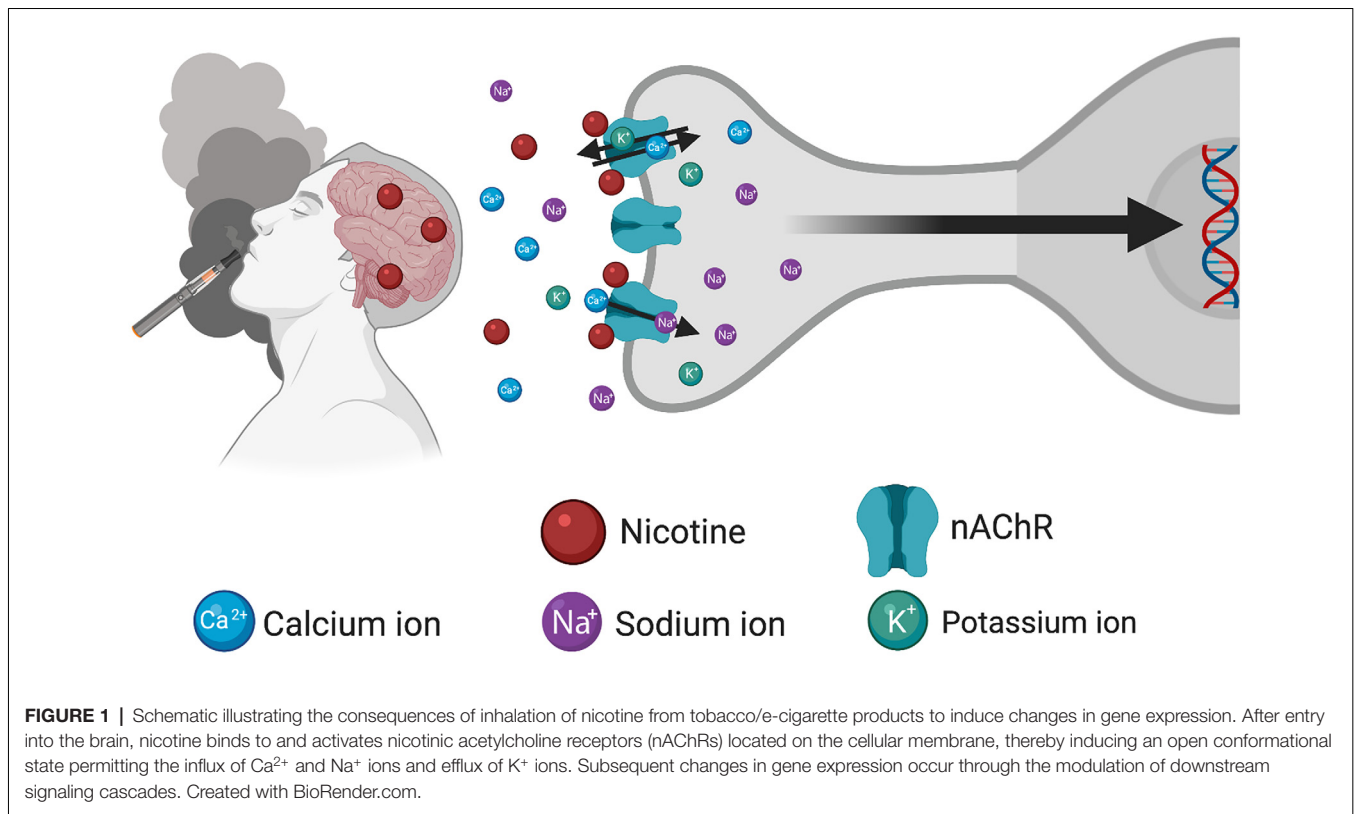 Na⁺
Ca²⁺
K⁺
Ca²⁺
K⁺
Ca²⁺
Na⁺
Na⁺
Ca²⁺
Na⁺
Na⁺
K⁺
Ca²⁺
Na⁺
Na⁺
K⁺
Ca²⁺
Na⁺
Nicotine
nAChR
Ca²⁺ Calcium ion
Na⁺ Sodium ion
K⁺ Potassium ion
FIGURE 1 | Schematic illustrating the consequences of inhalation of nicotine from tobacco/e-cigarette products to induce changes in gene expression. After entry
into the brain, nicotine binds to and activates nicotinic acetylcholine receptors (nAChRs) located on the cellular membrane, thereby inducing an open conformational
state permitting the influx of Ca²⁺ and Na⁺ ions and efflux of K⁺ ions. Subsequent changes in gene expression occur through the modulation of downstream
signaling cascades. Created with BioRender.com.